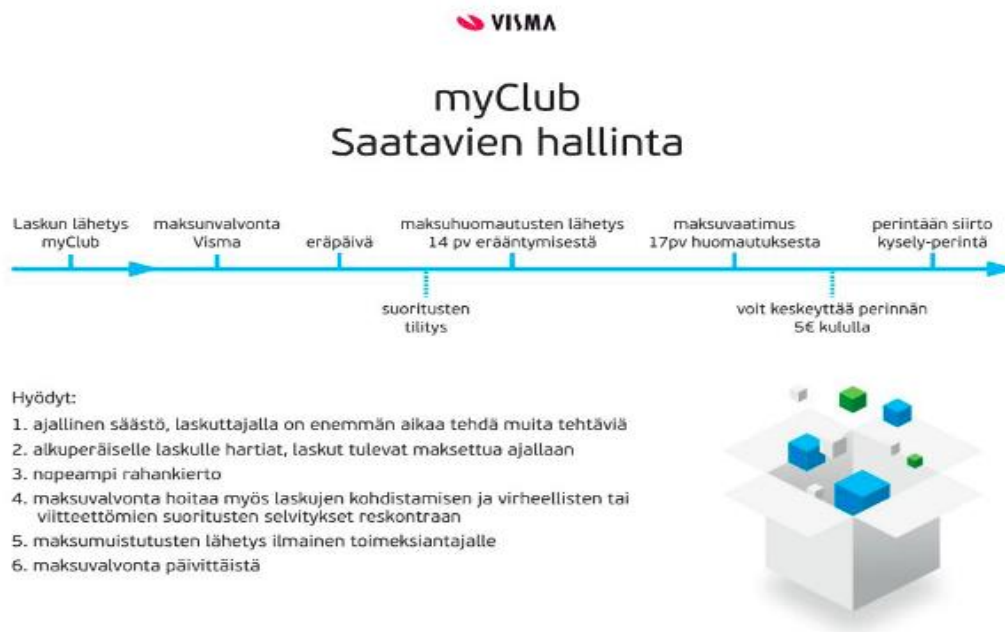 VISMA
myClub
Saatavien hallinta
Laskun lähetys
myClub
maksunvalvonta
Visma
eräpäivä
maksuhuomautusten lähetys
14 pv erääntymisestä
maksuvaatimus
17pv huomautuksesta
perintään siirto
kysely-perintä
suoritusten
tilitys
voit keskeyttää perinnän
5€ kululla
Hyödyt:
1. ajallinen säästö, laskuttajalla on enemmän aikaa tehdä muita tehtäviä
2. alkuperäiselle laskulle hartiat, laskut tulevat maksettua ajallaan
3. nopeampi rahankierto
4. maksuvalvonta hoitaa myös laskujen kohdistamisen ja virheellisten tai
viitteettömien suoritusten selvitykset reskontraan
5. maksumuistutusten lähetys ilmainen toimeksiantajalle
6. maksuvalvonta päivittäistä